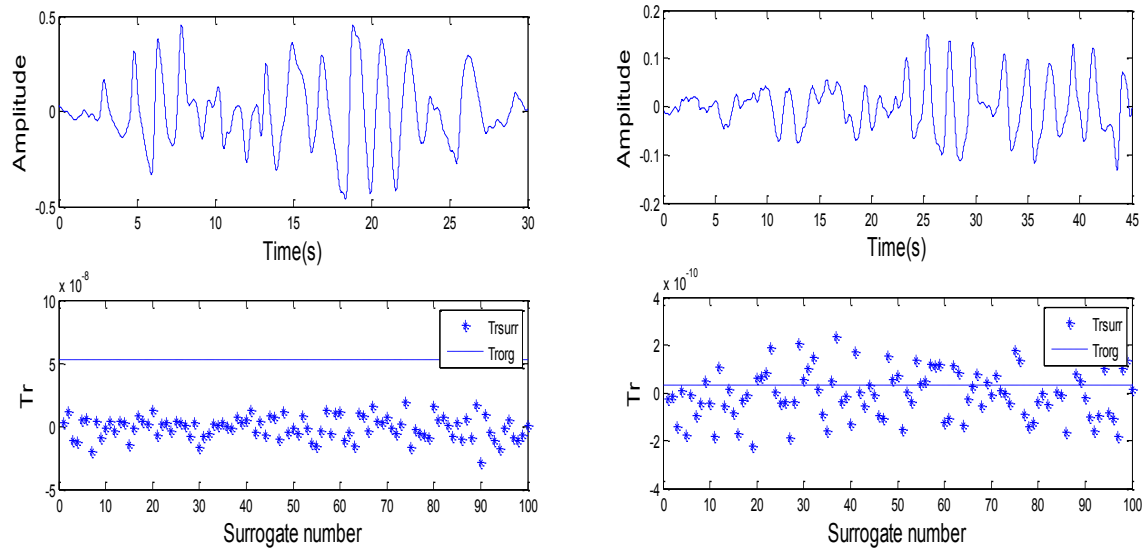 0.5
0
-0.5
Amplitude
0 5 10 15 20 25 30
Time(s)
0.2
0.1
0
-0.1
-0.2
Amplitude
0 5 10 15 20 25 30 35 40 45
Time(s)
x 10^-8
10
5
0
-5
Tr
Trsurr
Trorg
0 10 20 30 40 50 60 70 80 90 100
Surrogate number
x 10^-10
4
2
0
-2
-4
Tr
Trsurr
Trorg
0 10 20 30 40 50 60 70 80 90 100
Surrogate number